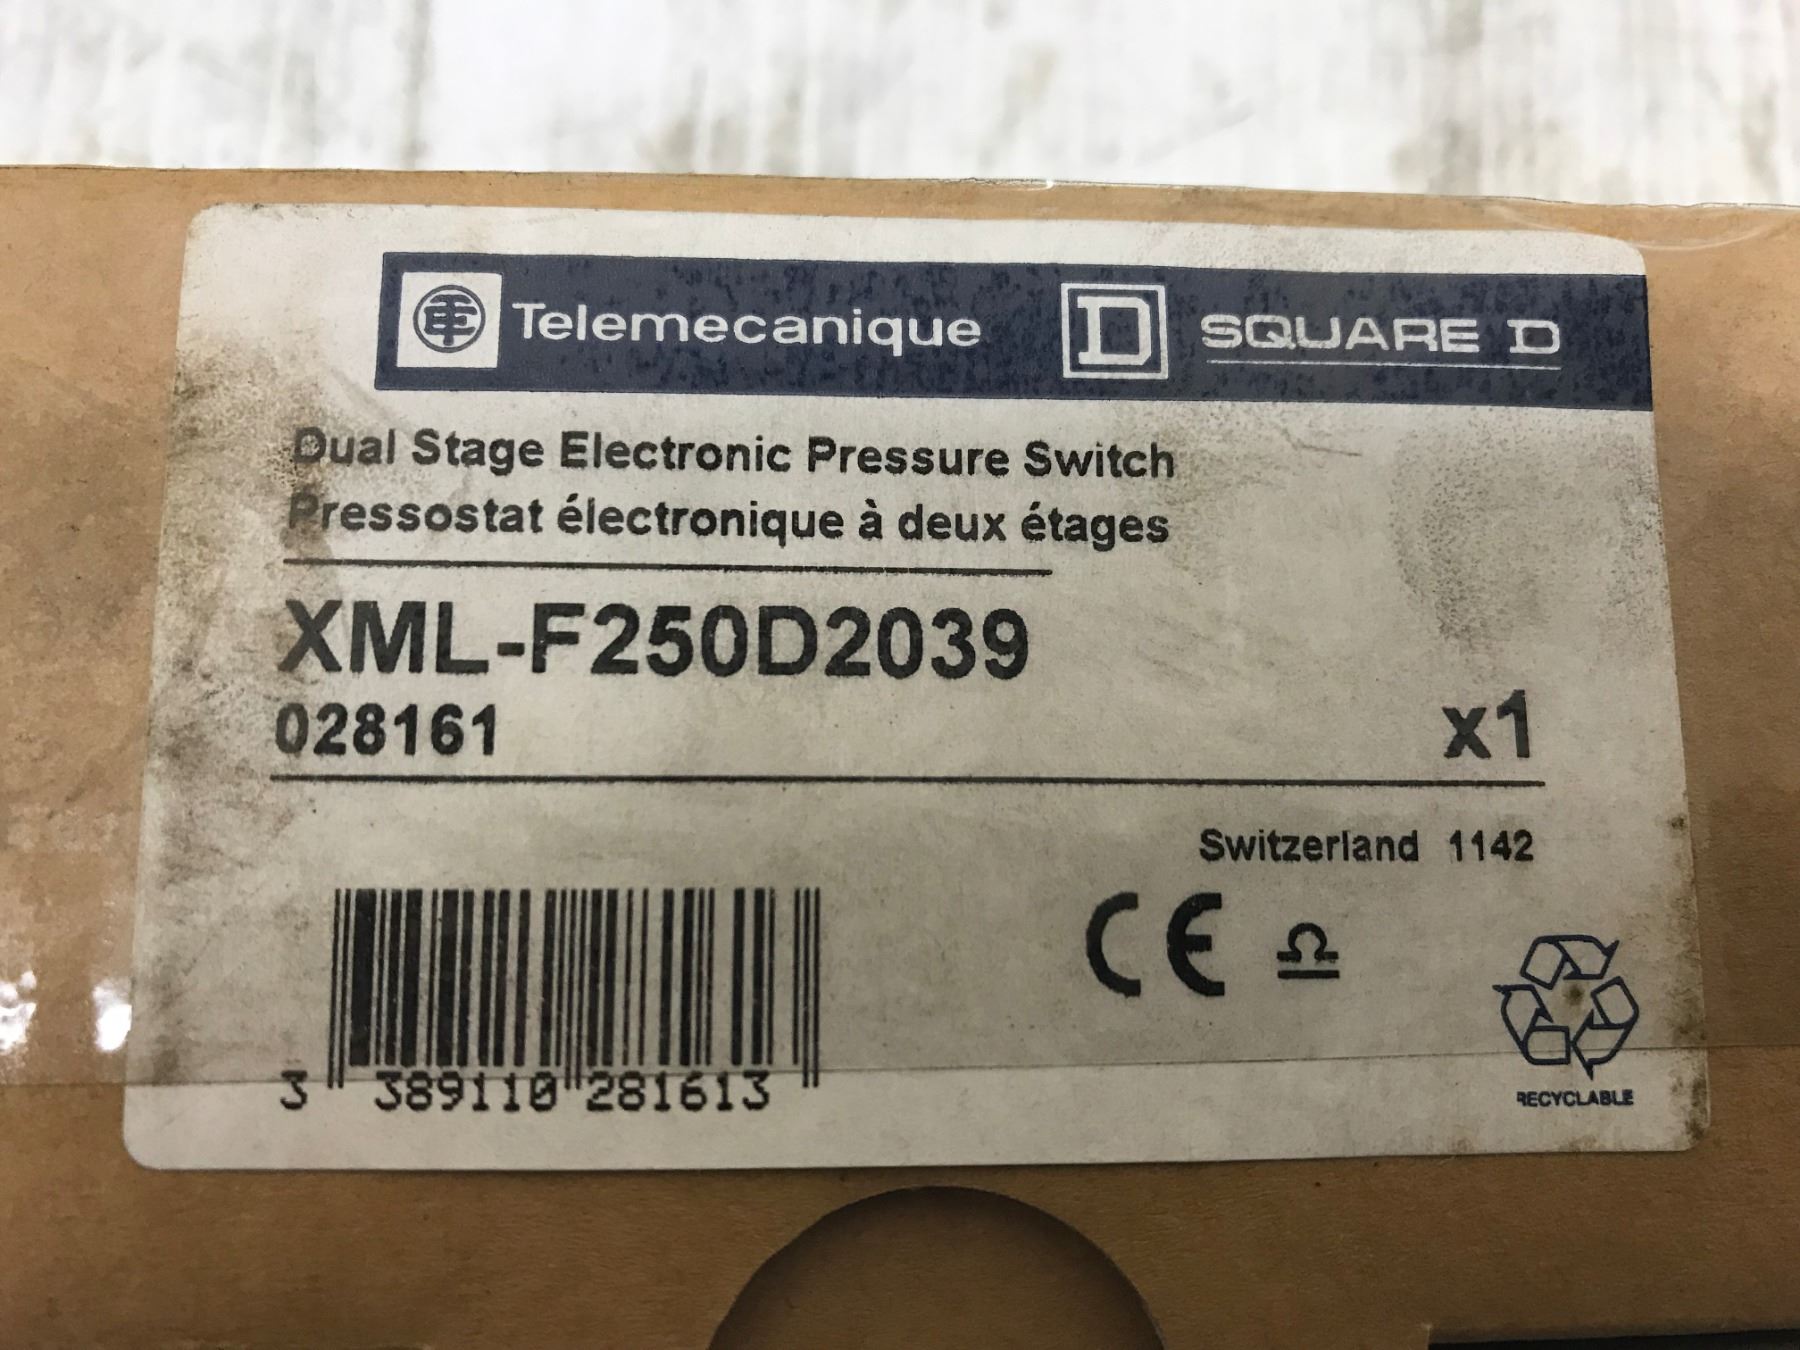 Telemecanique D SQUARE D
Dual Stage Electronic Pressure Switch
Pressostat électronique à deux étages
XML-F250D2039
028161 x1
Switzerland 1142
CE
3 389110 281613
RECYCLABLE